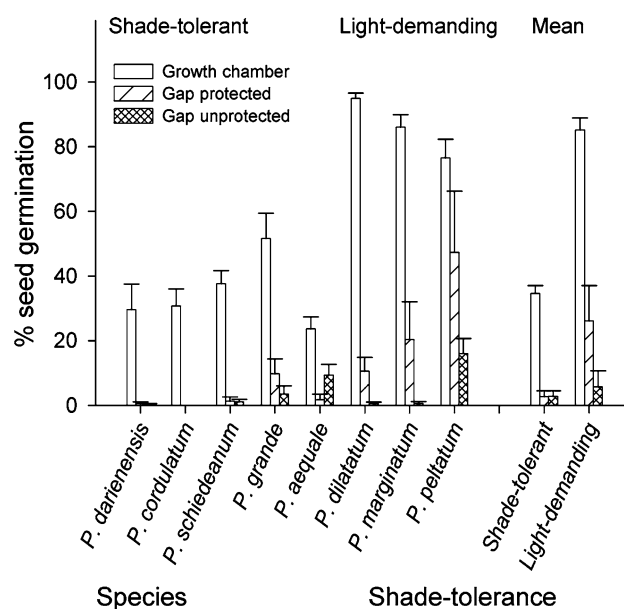 Shade-tolerant Light-demanding Mean
Growth chamber
Gap protected
Gap unprotected
% seed germination
100
80
60
40
20
0
P. darienensis
P. cordulatum
P. schiedeanum
P. grande
P. aequale
P. dilatatum
P. marginatum
P. peltatum
Shade-tolerant
Light-demanding
Species Shade-tolerance